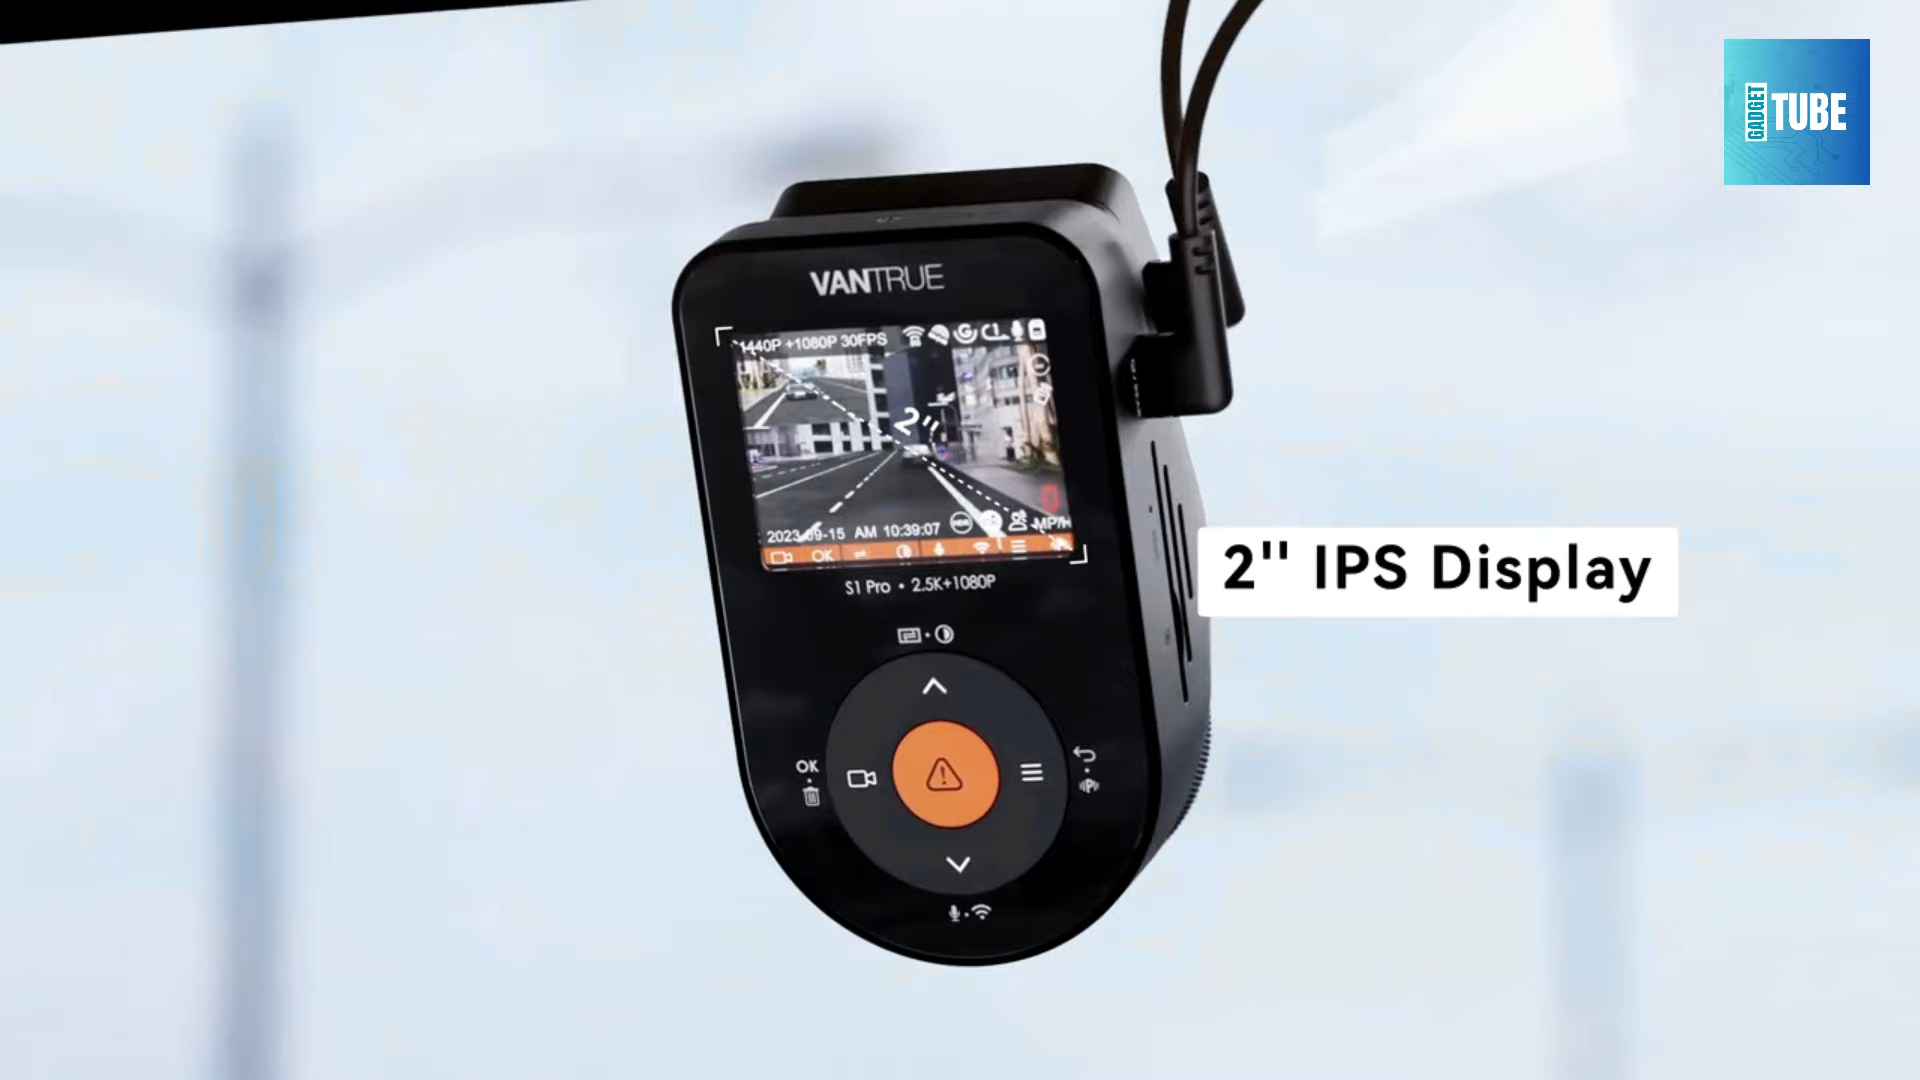 GADGET
TUBE
VANTRUE
1440P +1080P 30FPS
2''
2023-09-15 AM 10:39:07
MP/H
OK
S1 Pro • 2.5K+1080P
2'' IPS Display
OK